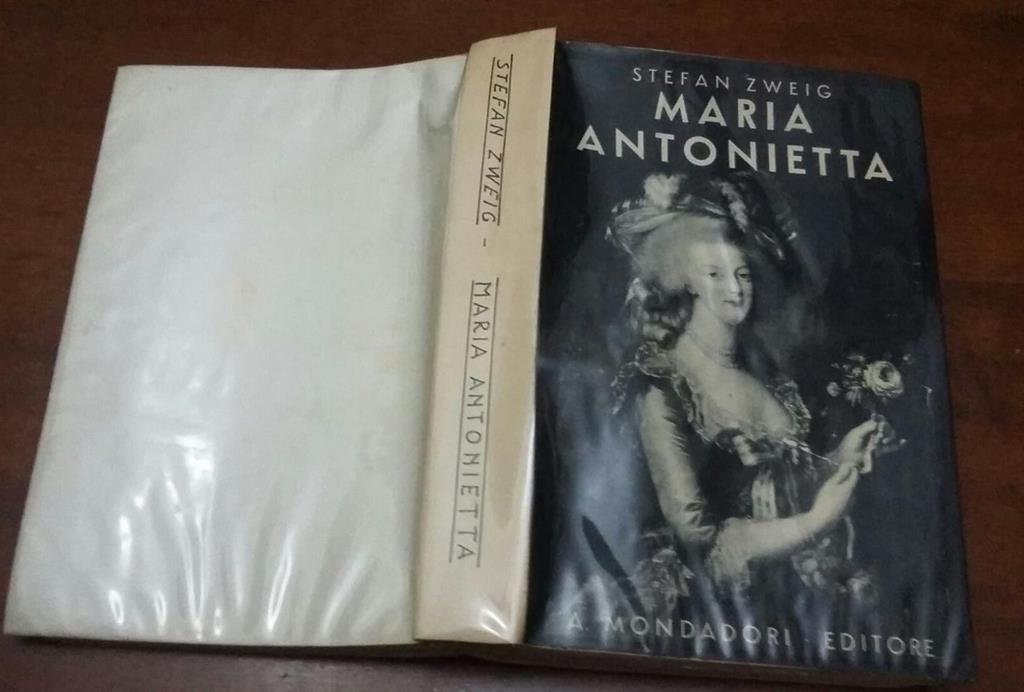 STEFAN ZWEIG - MARIA ANTONIETTA
STEFAN ZWEIG
MARIA
ANTONIETTA
A. MONDADORI - EDITORE